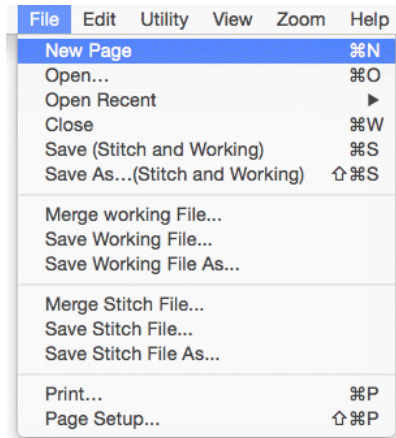 File Edit Utility View Zoom Help
New Page ⌘N
Open... ⌘O
Open Recent ▶
Close ⌘W
Save (Stitch and Working) ⌘S
Save As...(Stitch and Working) ⇧⌘S
Merge working File...
Save Working File...
Save Working File As...
Merge Stitch File...
Save Stitch File...
Save Stitch File As...
Print... ⌘P
Page Setup... ⇧⌘P